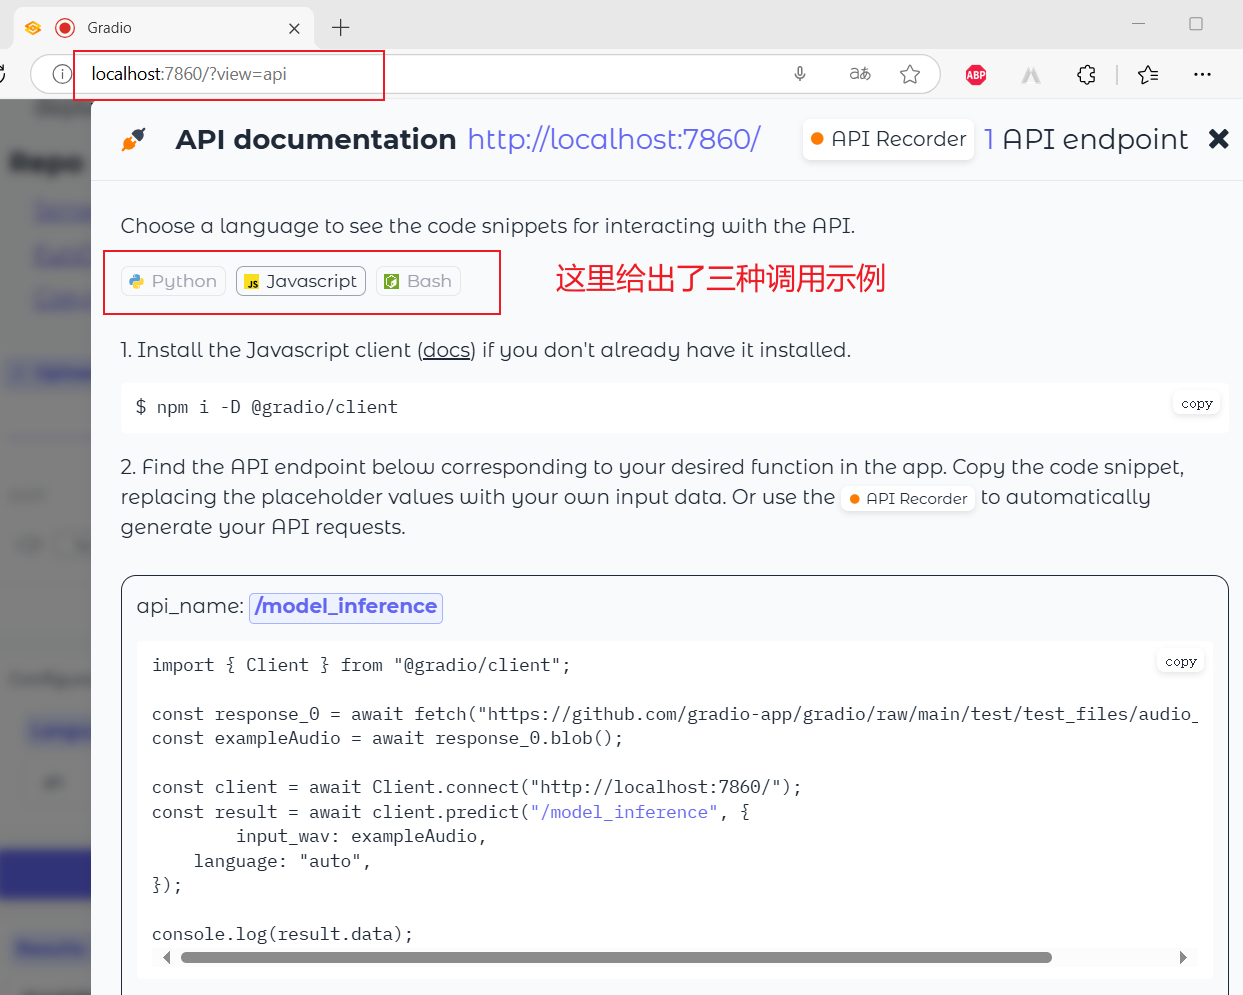 Gradio
localhost:7860/?view=api
aあ
ABP
API documentation http://localhost:7860/
API Recorder
1 API endpoint
Repo
Choose a language to see the code snippets for interacting with the API.
Python
JS Javascript
Bash
这里给出了三种调用示例
1. Install the Javascript client (docs) if you don't already have it installed.
$ npm i -D @gradio/client
copy
2. Find the API endpoint below corresponding to your desired function in the app. Copy the code snippet,
replacing the placeholder values with your own input data. Or use the API Recorder to automatically
generate your API requests.
api_name: /model_inference
copy
import { Client } from "@gradio/client";
const response_0 = await fetch("https://github.com/gradio-app/gradio/raw/main/test/test_files/audio_
const exampleAudio = await response_0.blob();
const client = await Client.connect("http://localhost:7860/");
const result = await client.predict("/model_inference", {
input_wav: exampleAudio,
language: "auto",
});
console.log(result.data);